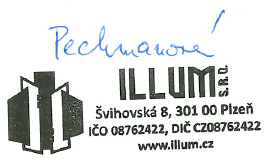 Pechmanová
ILLUM S.R.O.
Švihovská 8, 301 00 Plzeň
IČO 08762422, DIČ CZ08762422
www.illum.cz